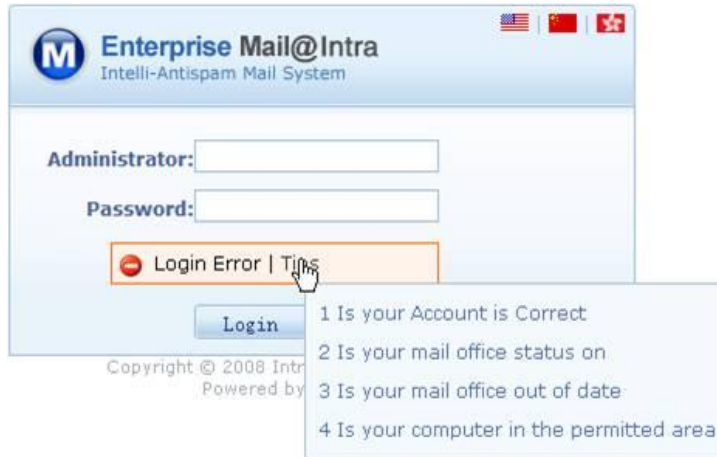 M
Enterprise Mail@Intra
Intelli-Antispam Mail System
Administrator:
Password:
Login Error | Tips
Login
1 Is your Account is Correct
2 Is your mail office status on
3 Is your mail office out of date
4 Is your computer in the permitted area
Copyright © 2008 Intr
Powered by